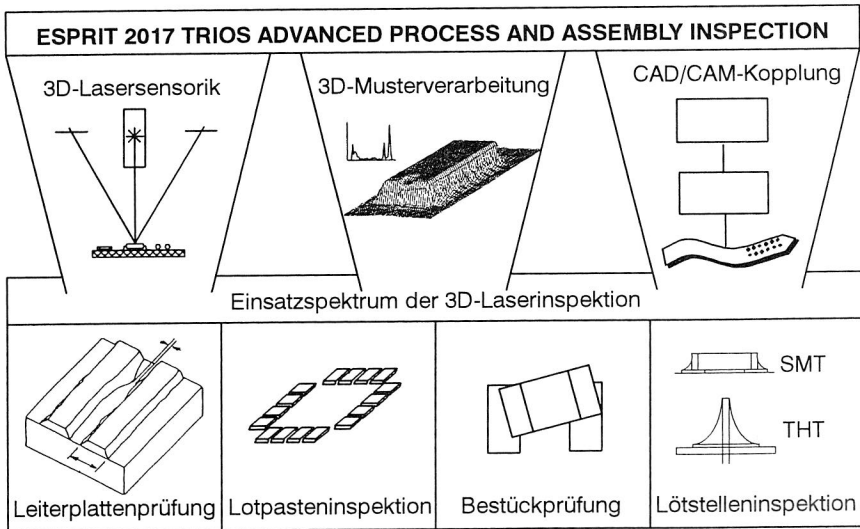 ESPRIT 2017 TRIOS ADVANCED PROCESS AND ASSEMBLY INSPECTION
3D-Lasersensorik
3D-Musterverarbeitung
CAD/CAM-Kopplung
Einsatzspektrum der 3D-Laserinspektion
SMT
THT
Leiterplattenprüfung
Lotpasteninspektion
Bestückprüfung
Lötstelleninspektion